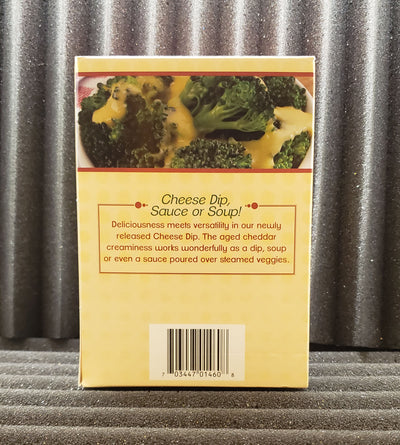 Cheese Dip,
Sauce or Soup!
Deliciousness meets versatility in our newly
released Cheese Dip. The aged cheddar
creaminess works wonderfully as a dip, soup
or even a sauce poured over steamed veggies.
7 03447 01460 8